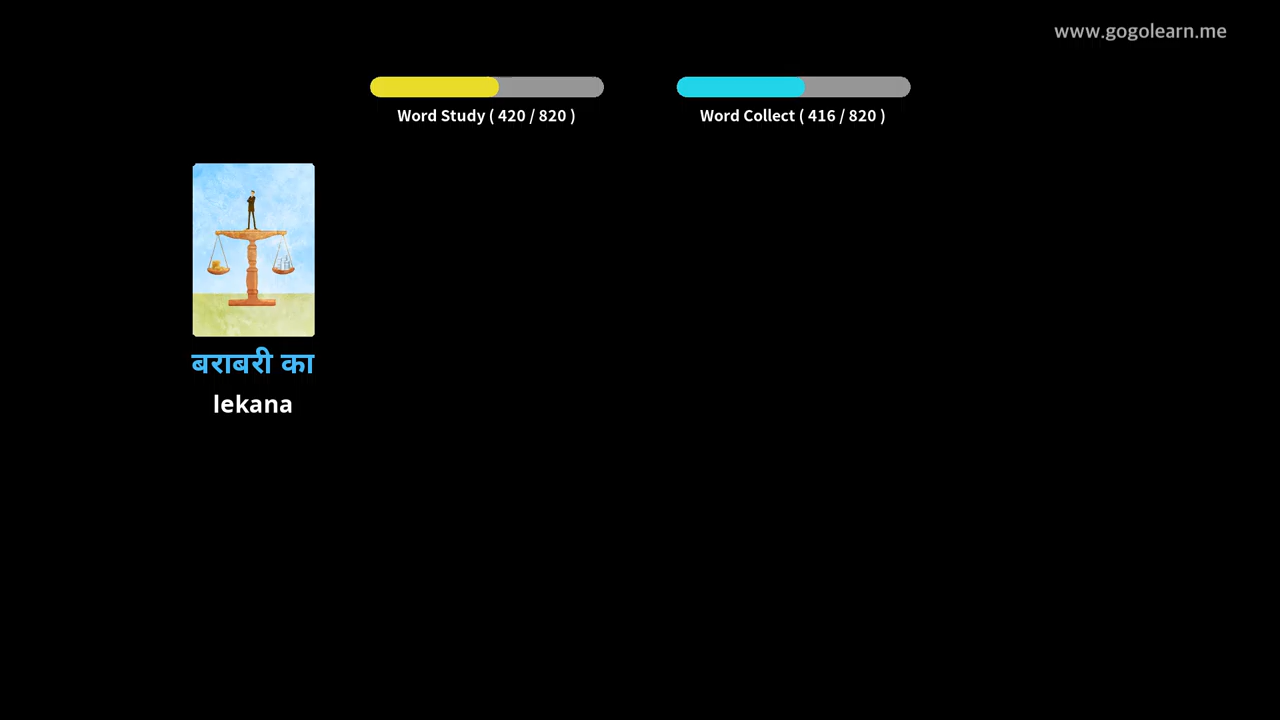 www.gogolearn.me
Word Study ( 420 / 820 )
Word Collect ( 416 / 820 )
बराबरी का
lekana